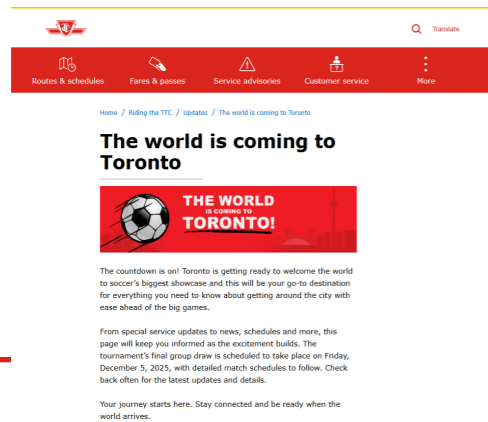 Translate
Routes & schedules
Fares & passes
Service advisories
Customer service
More
Home / Riding the TTC / Updates / The world is coming to Toronto
The world is coming to
Toronto
THE WORLD
IS COMING TO
TORONTO!
The countdown is on! Toronto is getting ready to welcome the world
to soccer's biggest showcase and this will be your go-to destination
for everything you need to know about getting around the city with
ease ahead of the big games.
From special service updates to news, schedules and more, this
page will keep you informed as the excitement builds. The
tournament's final group draw is scheduled to take place on Friday,
December 5, 2025, with detailed match schedules to follow. Check
back often for the latest updates and details.
Your journey starts here. Stay connected and be ready when the
world arrives.